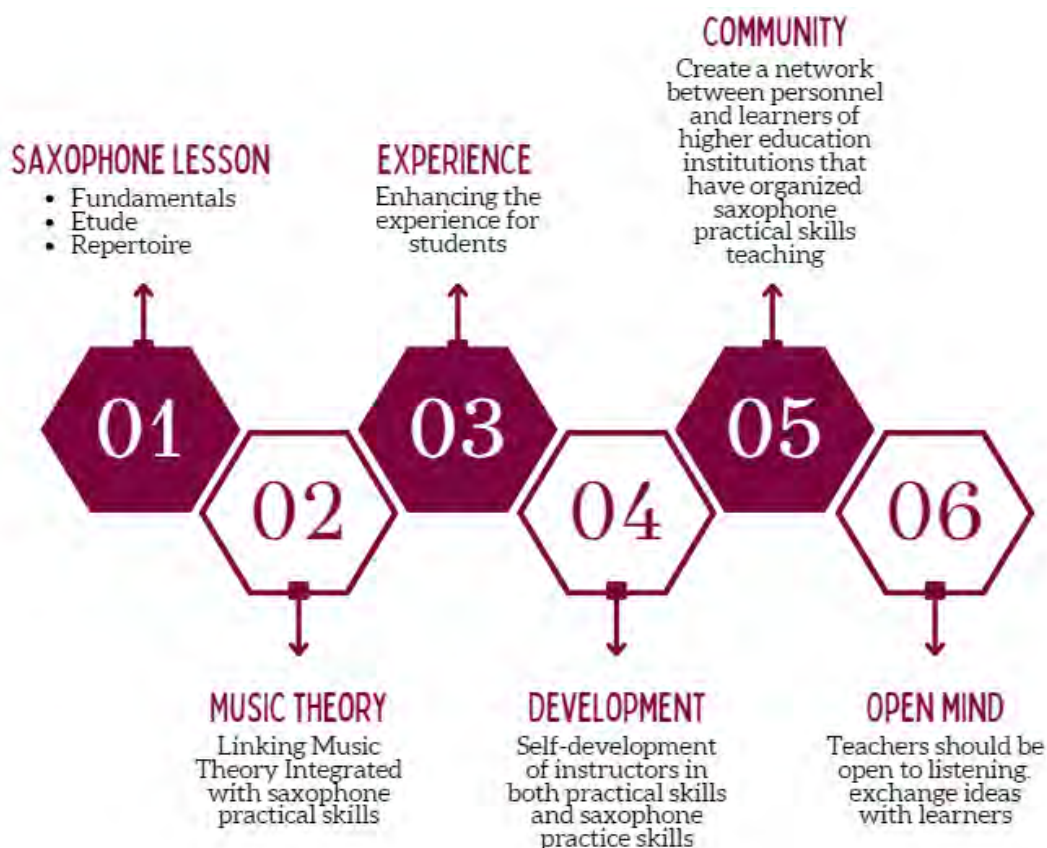 SAXOPHONE LESSON
• Fundamentals
• Etude
• Repertoire
01
MUSIC THEORY
Linking Music
Theory Integrated
with saxophone
practical skills
02
EXPERIENCE
Enhancing the
experience for
students
03
DEVELOPMENT
Self-development
of instructors in
both practical skills
and saxophone
practice skills
04
COMMUNITY
Create a network
between personnel
and learners of
higher education
institutions that
have organized
saxophone
practical skills
teaching
05
OPEN MIND
Teachers should be
open to listening.
exchange ideas
with learners
06